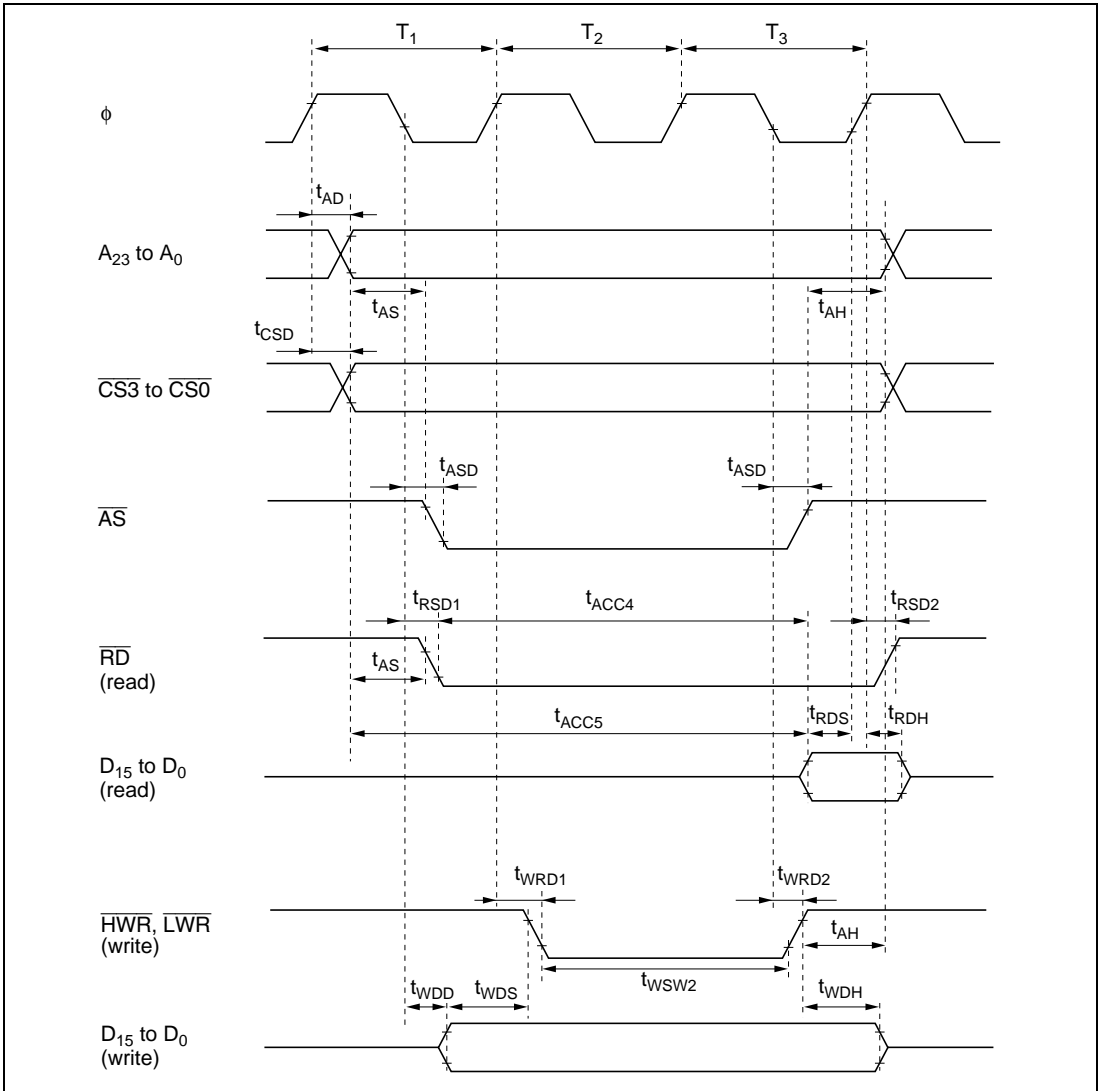 T1 T2 T3
ϕ
tAD
A23 to A0
tAS tAH
tCSD
CS3 to CS0
tASD tASD
AS
tRSD1 tACC4 tRSD2
RD
(read)
tAS
tACC5 tRDS tRDH
D15 to D0
(read)
tWRD1 tWRD2
HWR, LWR
(write)
tAH
tWSW2
tWDD tWDS tWDH
D15 to D0
(write)